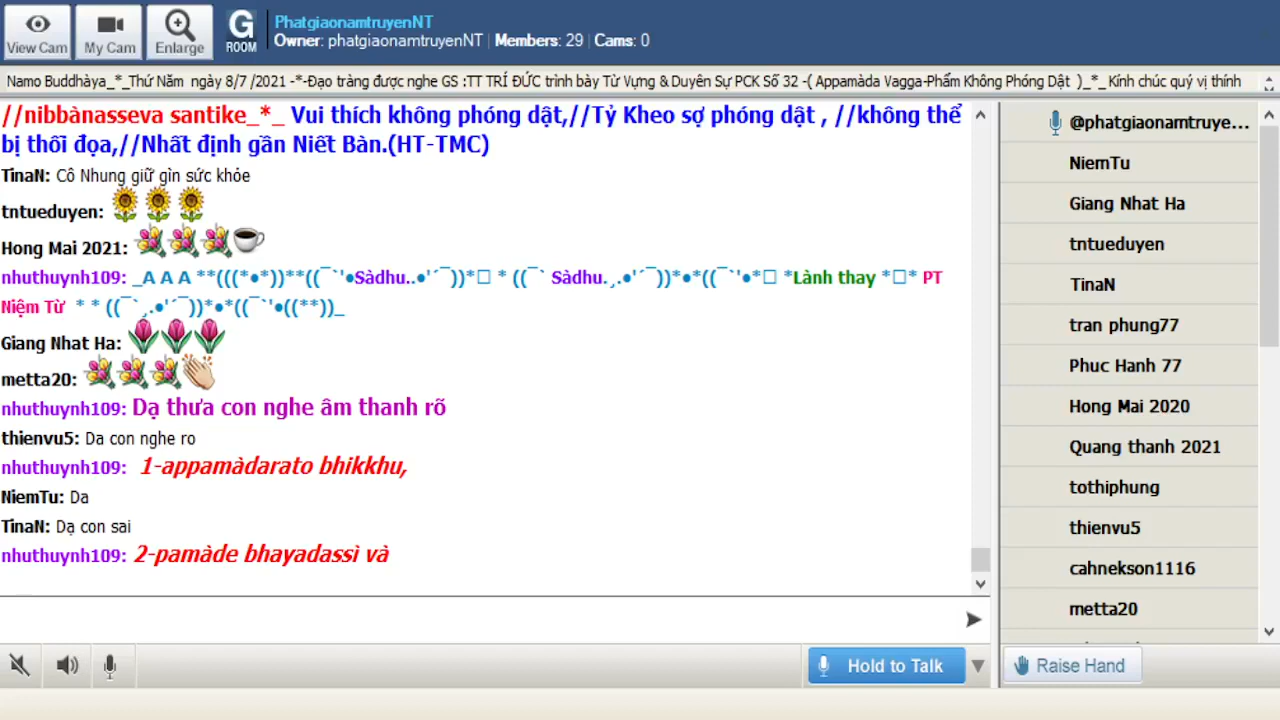 View Cam
My Cam
Enlarge
G
ROOM
PhatgiaonamtruyenNT
Owner: phatgiaonamtruyenNT | Members: 29 | Cams: 0
Namo Buddhàya_*_Thứ Năm ngày 8/7 /2021 -*-Đạo tràng được nghe GS :TT TRÍ ĐỨC trình bày Từ Vựng & Duyên Sự PCK Số 32 -( Appamàda Vagga-Phẩm Không Phóng Dật )_*_ Kính chúc quý vị thính
//nibbànasseva santike_*_ Vui thích không phóng dật,//Tỷ Kheo sợ phóng dật , //không thể
bị thối đọa,//Nhất định gần Niết Bàn.(HT-TMC)
TinaN: Cô Nhung giữ gìn sức khỏe
tntueduyen:
Hong Mai 2021:
nhuthuynh109: _A A A **(((*•*))**((¯`'•Sàdhu..•'´¯))*▯ * ((¯` Sàdhu.¸.•'´¯))*•*((¯`'•*▯ *Lành thay *▯* PT
Niệm Từ * * ((¯`¸.•'´¯))*•*((¯`'•((**))_
Giang Nhat Ha:
metta20:
nhuthuynh109: Dạ thưa con nghe âm thanh rõ
thienvu5: Da con nghe ro
nhuthuynh109: 1-appamàdarato bhikkhu,
NiemTu: Da
TinaN: Dạ con sai
nhuthuynh109: 2-pamàde bhayadassì và
Hold to Talk
@phatgiaonamtruye...
NiemTu
Giang Nhat Ha
tntueduyen
TinaN
tran phung77
Phuc Hanh 77
Hong Mai 2020
Quang thanh 2021
tothiphung
thienvu5
cahnekson1116
metta20
Raise Hand